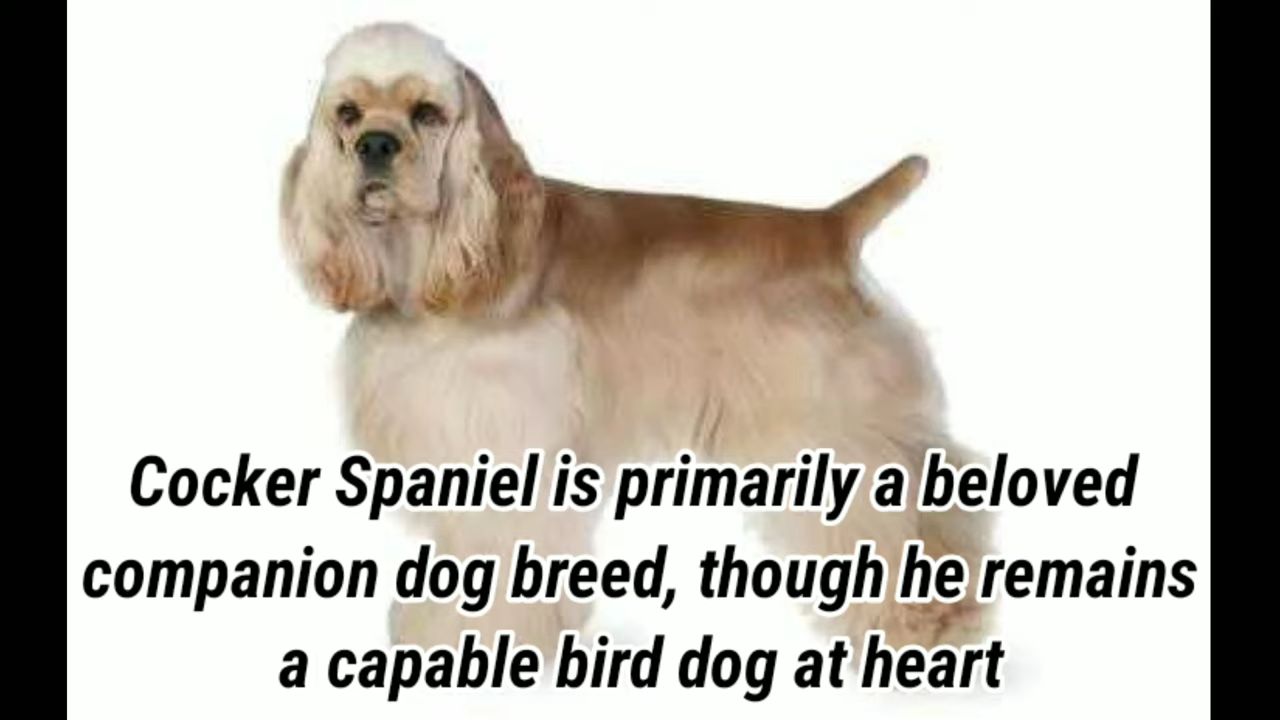 Cocker Spaniel is primarily a beloved
companion dog breed, though he remains
a capable bird dog at heart